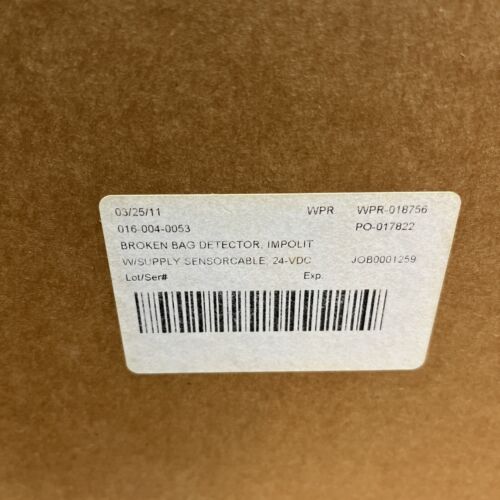 03/25/11 WPR WPR-018756
016-004-0053 PO-017822
BROKEN BAG DETECTOR, IMPOLIT
W/SUPPLY SENSORCABLE, 24-VDC JOB0001259
Lot/Ser# Exp.